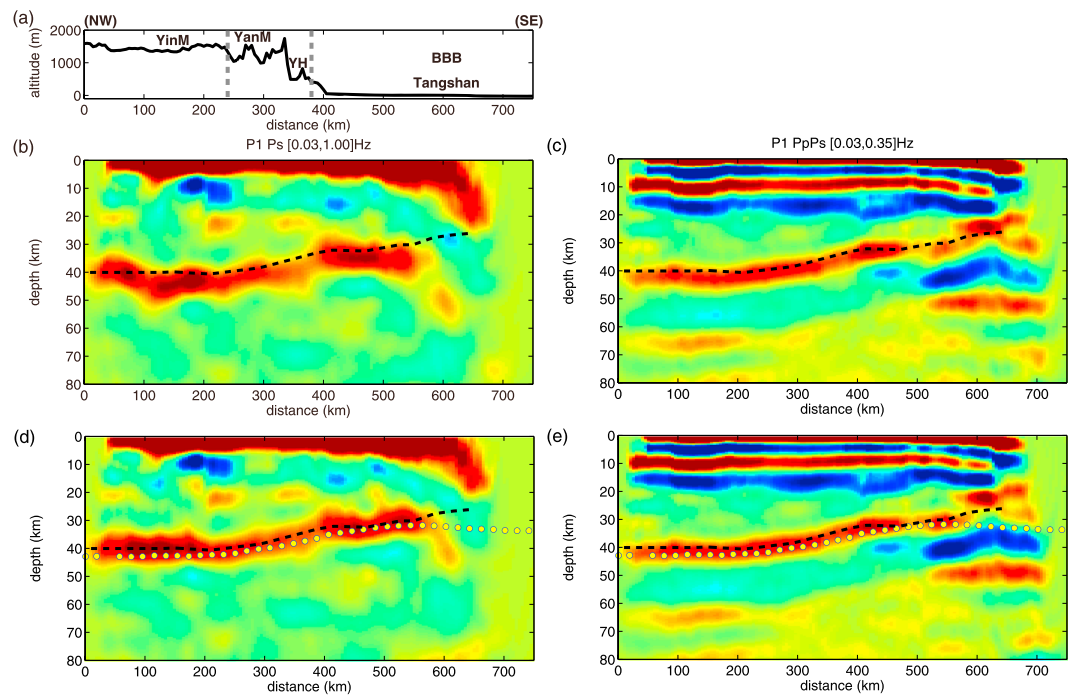 (a)
(NW)
(SE)
2000
1000
0
altitude (m)
YinM
YanM
YH
BBB
Tangshan
0 100 200 300 400 500 600 700
distance (km)
(b)
P1 Ps [0.03,1.00]Hz
0
10
20
30
40
50
60
70
80
depth (km)
0 100 200 300 400 500 600 700
distance (km)
(c)
P1 PpPs [0.03,0.35]Hz
0
10
20
30
40
50
60
70
80
depth (km)
0 100 200 300 400 500 600 700
distance (km)
(d)
0
10
20
30
40
50
60
70
80
depth (km)
0 100 200 300 400 500 600 700
distance (km)
(e)
0
10
20
30
40
50
60
70
80
depth (km)
0 100 200 300 400 500 600 700
distance (km)